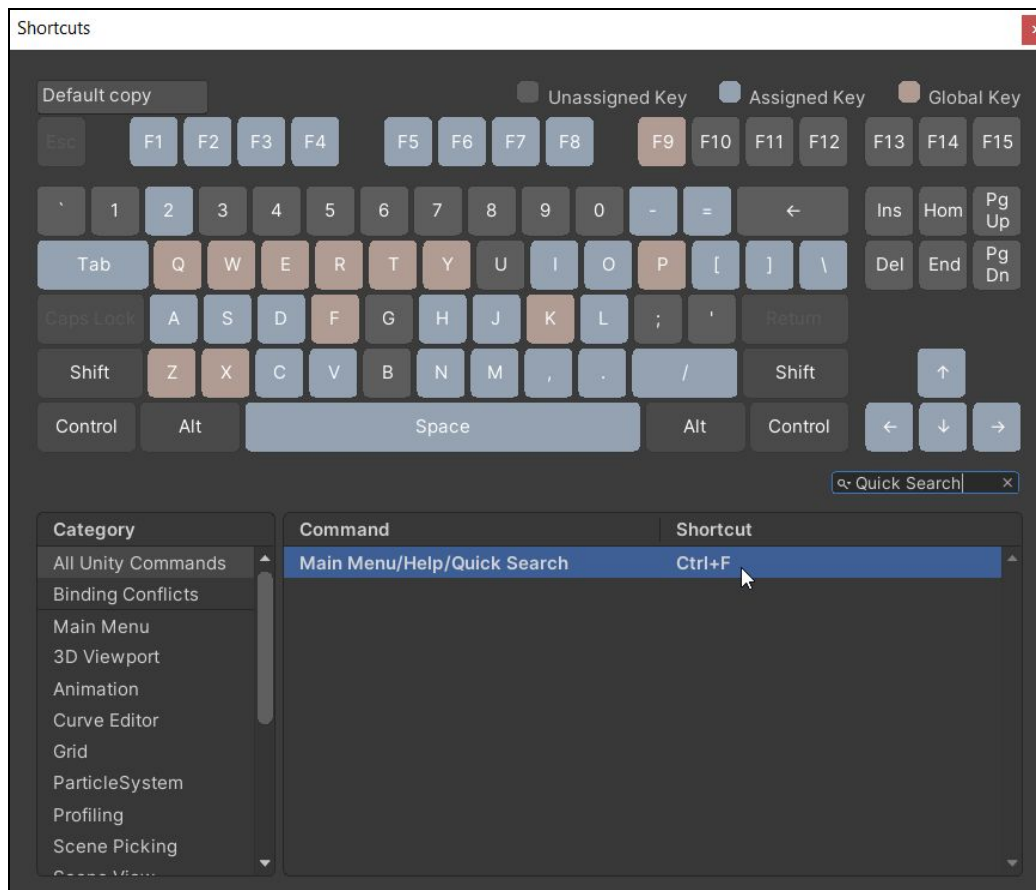 Shortcuts
Default copy
Unassigned Key Assigned Key Global Key
Esc F1 F2 F3 F4 F5 F6 F7 F8 F9 F10 F11 F12 F13 F14 F15
` 1 2 3 4 5 6 7 8 9 0 - = ← Ins Hom Pg Up
Tab Q W E R T Y U I O P [ ] \ Del End Pg Dn
Caps Lock A S D F G H J K L ; ' Return
Shift Z X C V B N M , . / Shift ↑
Control Alt Space Alt Control ← ↓ →
Quick Search ×
Category Command Shortcut
All Unity Commands Main Menu/Help/Quick Search Ctrl+F
Binding Conflicts
Main Menu
3D Viewport
Animation
Curve Editor
Grid
ParticleSystem
Profiling
Scene Picking
Scene View